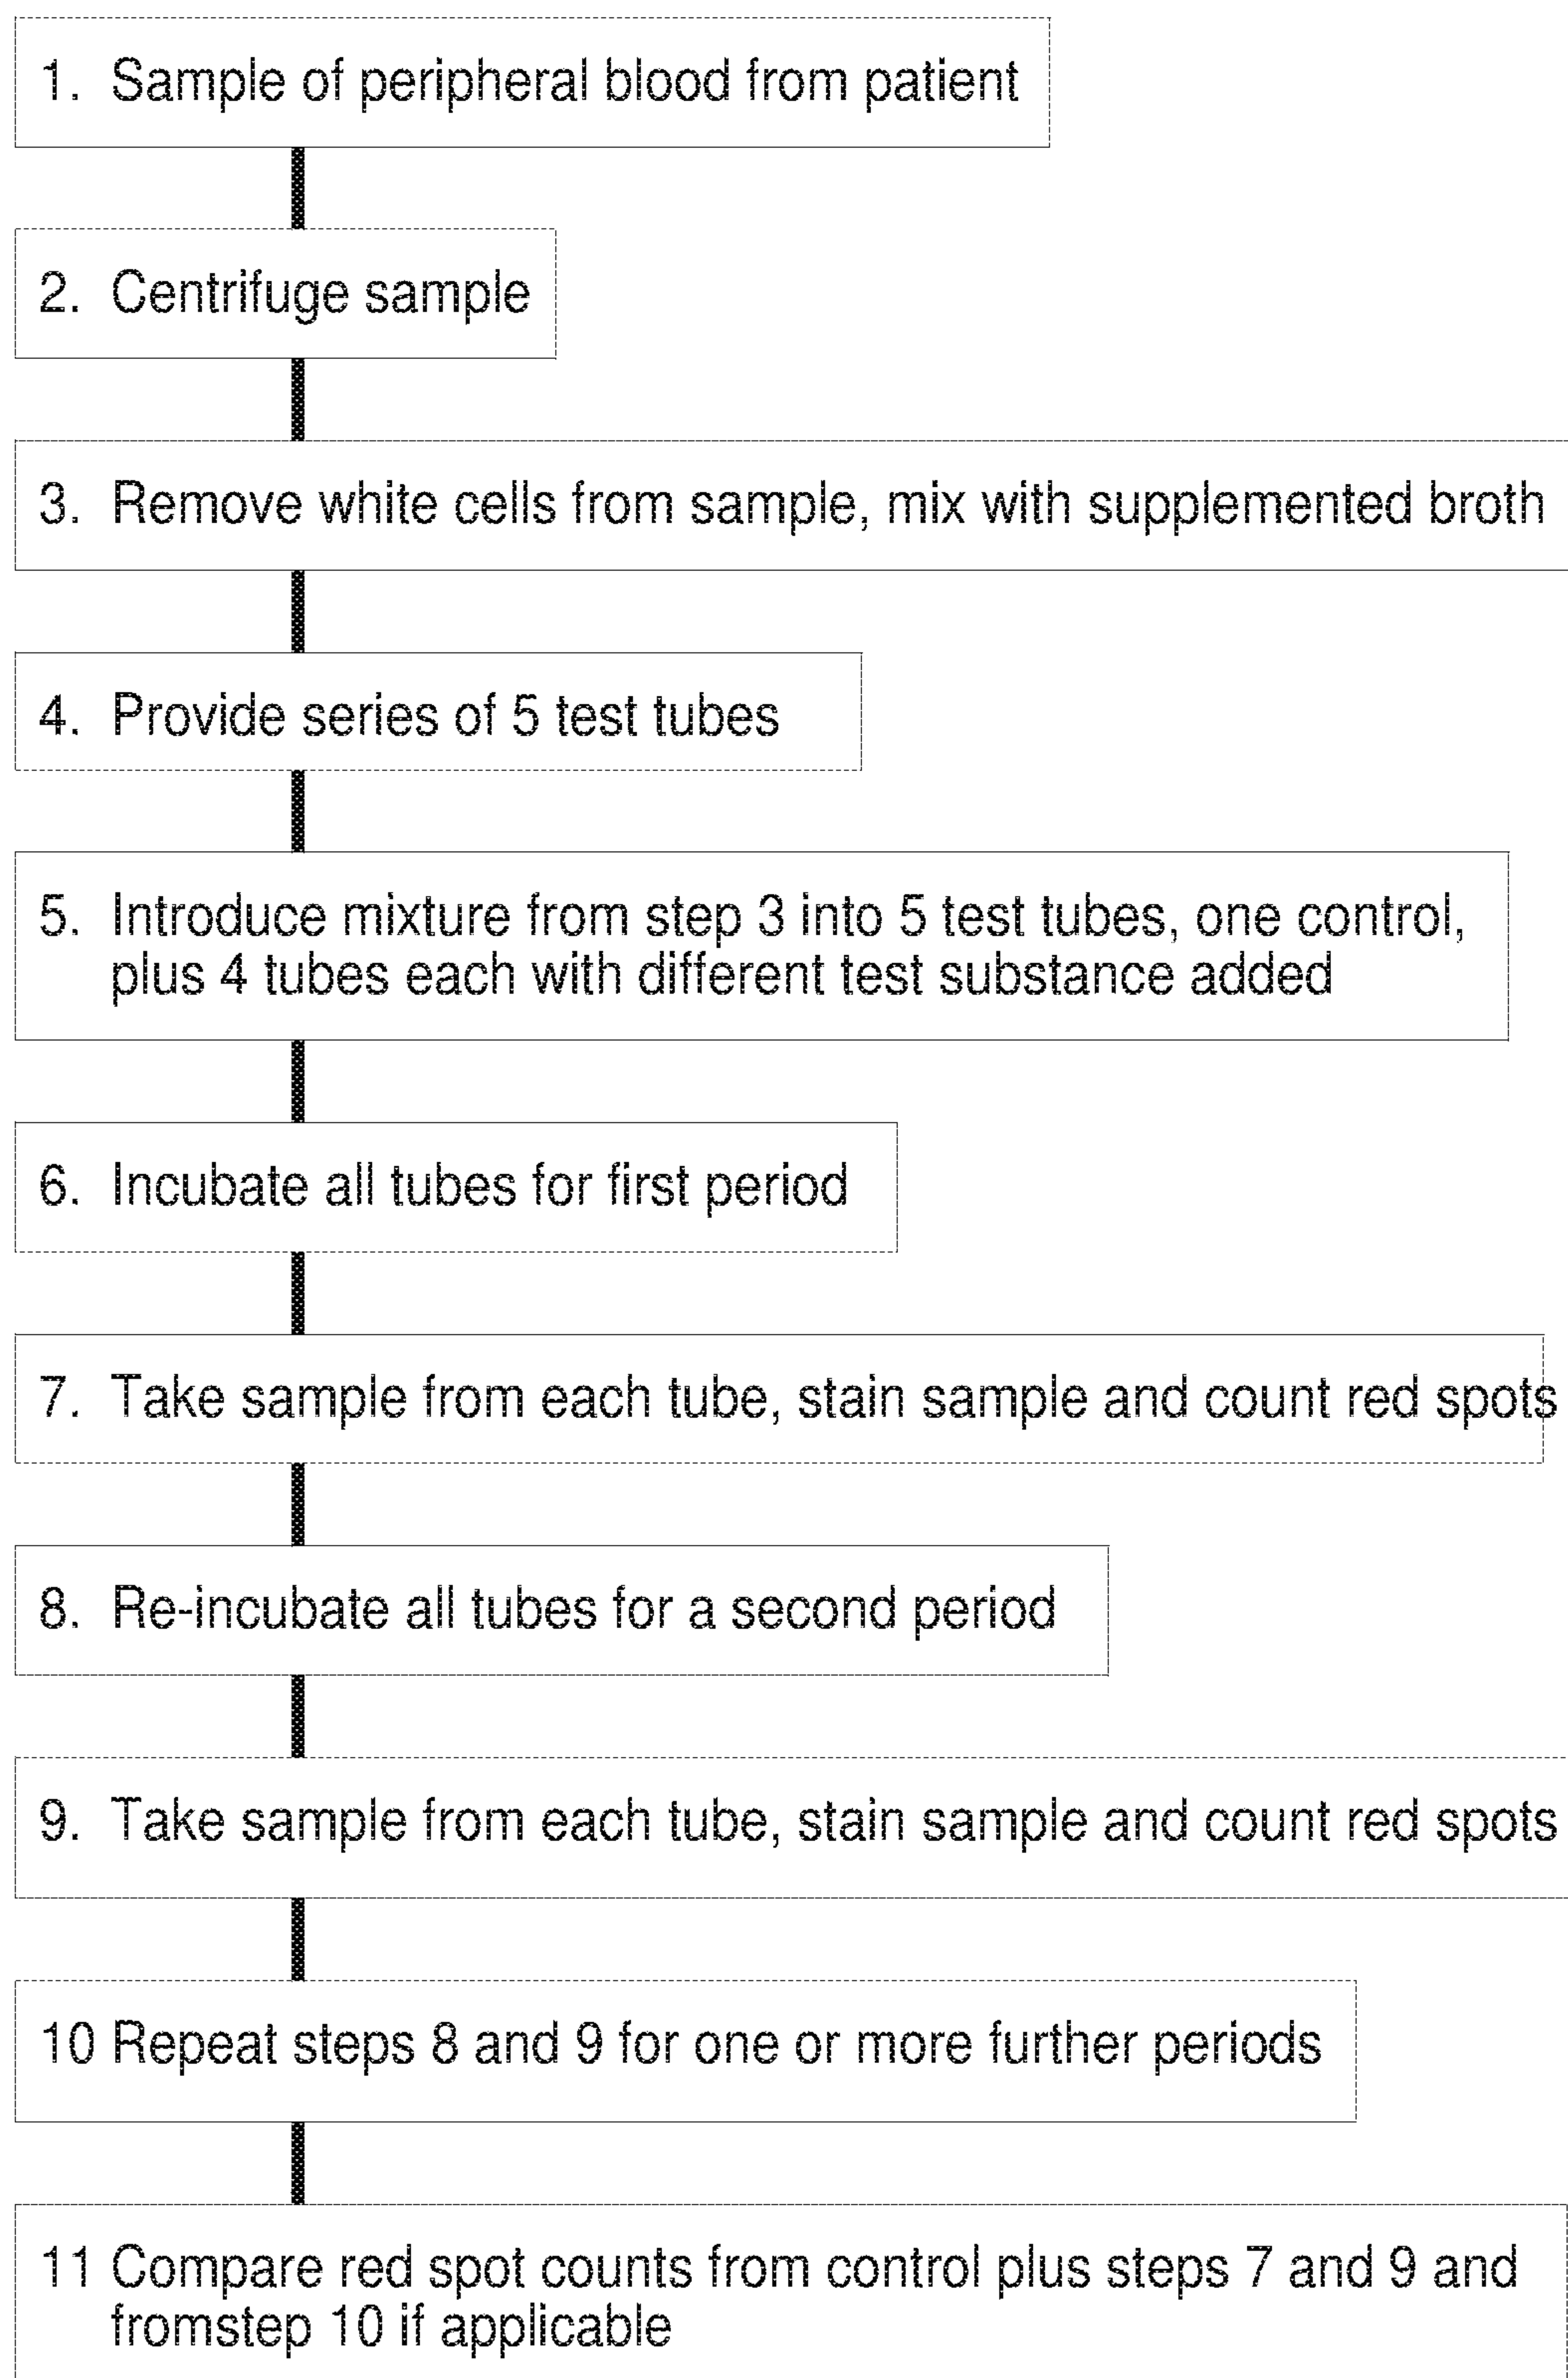 1. Sample of peripheral blood from patient
2. Centrifuge sample
3. Remove white cells from sample, mix with supplemented broth
4. Provide series of 5 test tubes
5. Introduce mixture from step 3 into 5 test tubes, one control,
plus 4 tubes each with different test substance added
6. Incubate all tubes for first period
7. Take sample from each tube, stain sample and count red spots
8. Re-incubate all tubes for a second period
9. Take sample from each tube, stain sample and count red spots
10 Repeat steps 8 and 9 for one or more further periods
11 Compare red spot counts from control plus steps 7 and 9 and
fromstep 10 if applicable